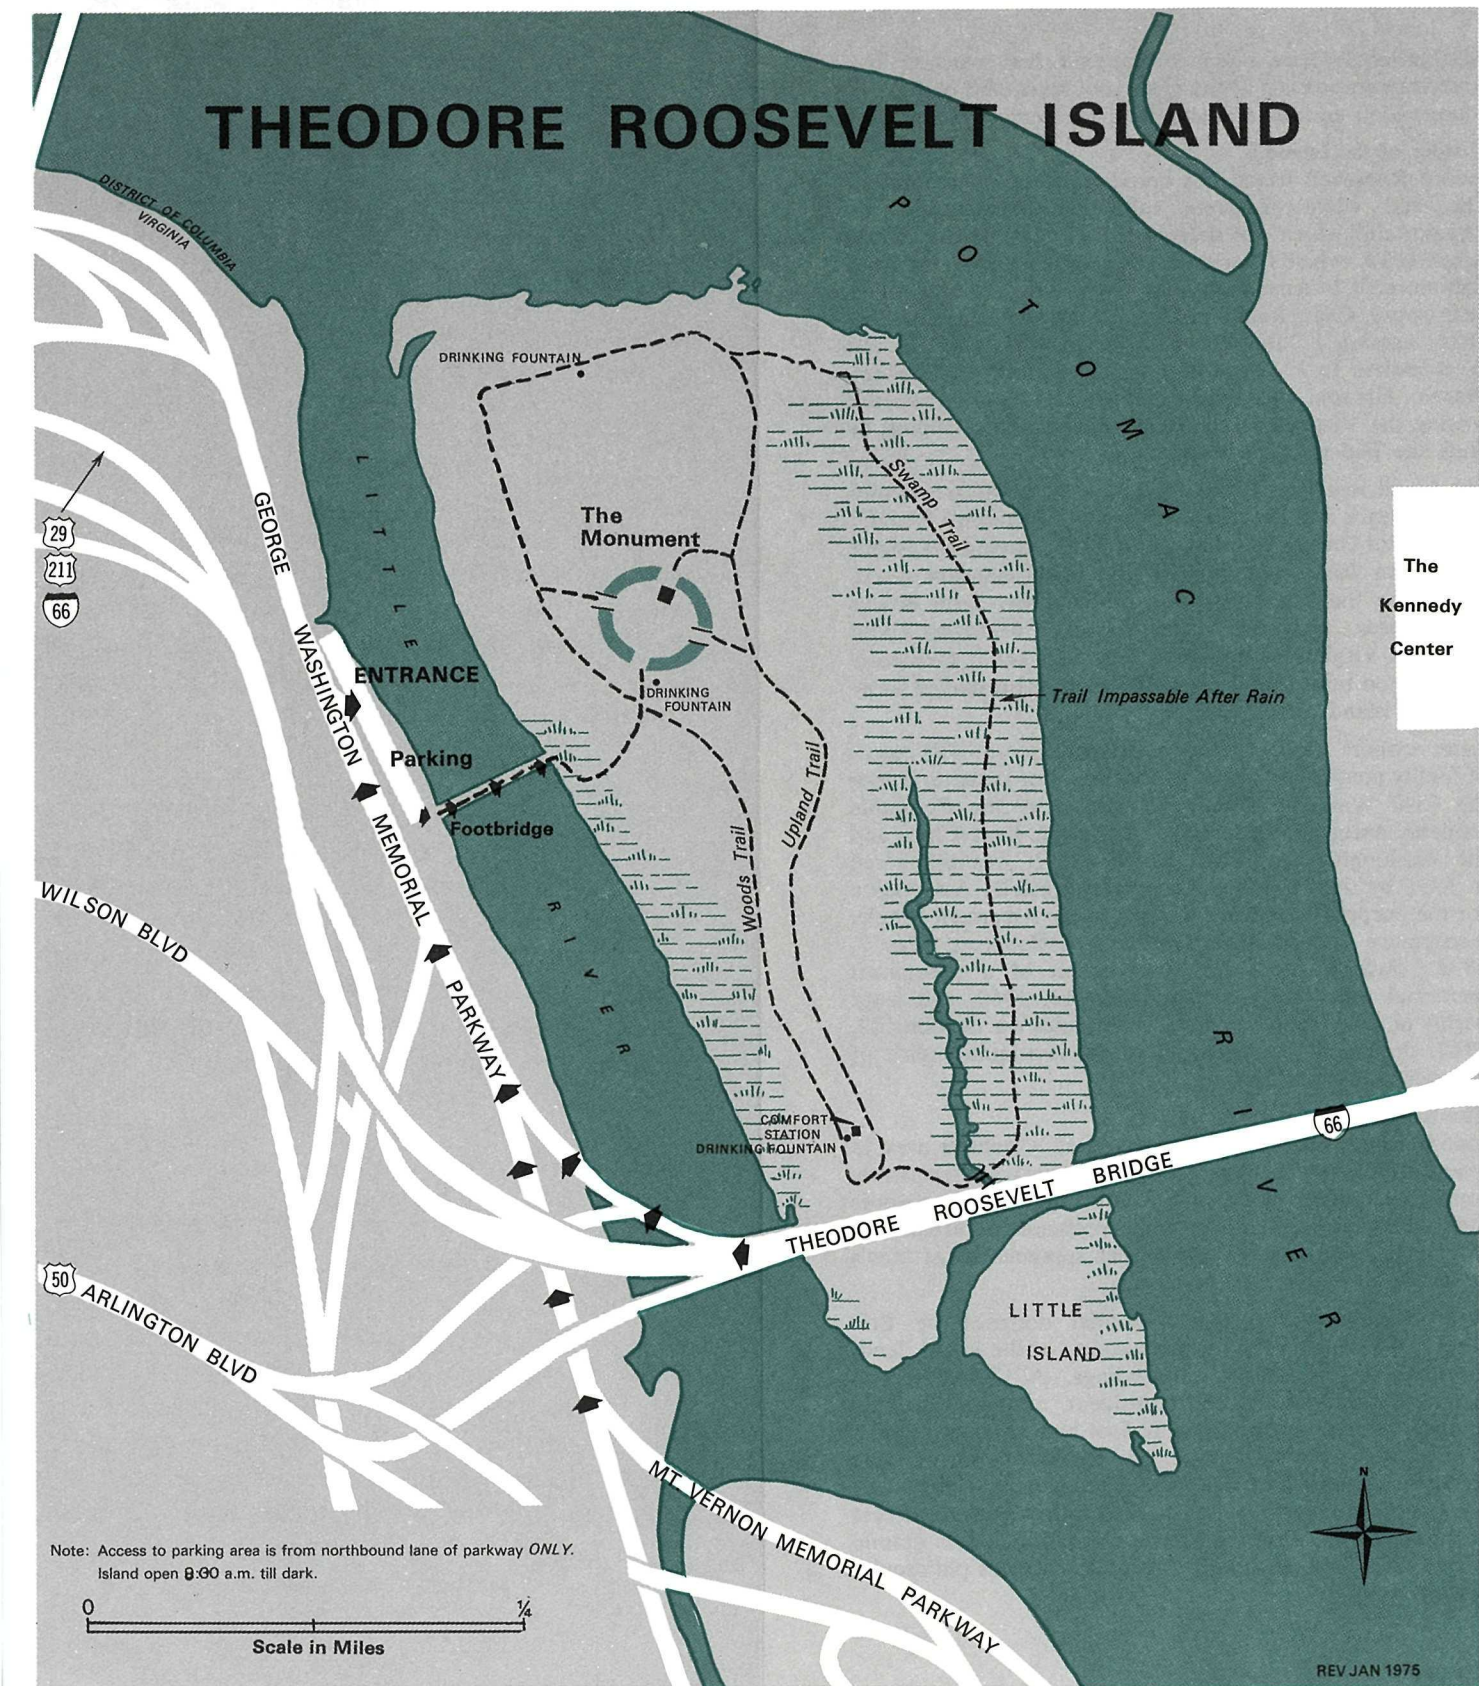 THEODORE ROOSEVELT ISLAND
DISTRICT OF COLUMBIA
VIRGINIA
POTOMAC
RIVER
LITTLE
RIVER
DRINKING FOUNTAIN
Swamp Trail
29
211
66
GEORGE WASHINGTON MEMORIAL PARKWAY
The
Monument
The
Kennedy
Center
ENTRANCE
DRINKING
FOUNTAIN
Trail Impassable After Rain
Parking
Footbridge
Upland Trail
Woods Trail
WILSON BLVD
COMFORT
STATION
DRINKING FOUNTAIN
66
THEODORE ROOSEVELT BRIDGE
50
ARLINGTON BLVD
LITTLE
ISLAND
MT. VERNON MEMORIAL PARKWAY
N
Note: Access to parking area is from northbound lane of parkway ONLY.
Island open a.m. till dark.
0 1/4
Scale in Miles
REV JAN 1975